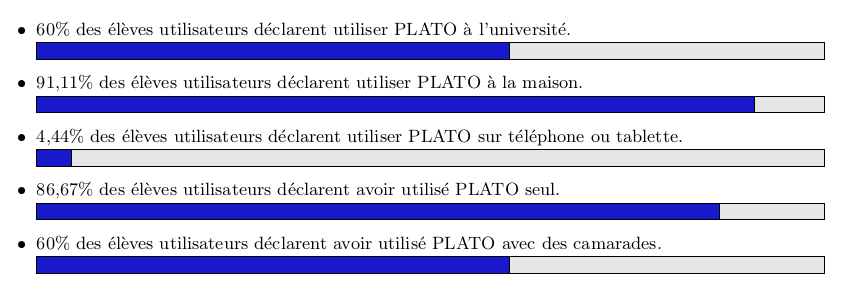 • 60% des élèves utilisateurs déclarent utiliser PLATO à l'université.
• 91,11% des élèves utilisateurs déclarent utiliser PLATO à la maison.
• 4,44% des élèves utilisateurs déclarent utiliser PLATO sur téléphone ou tablette.
• 86,67% des élèves utilisateurs déclarent avoir utilisé PLATO seul.
• 60% des élèves utilisateurs déclarent avoir utilisé PLATO avec des camarades.